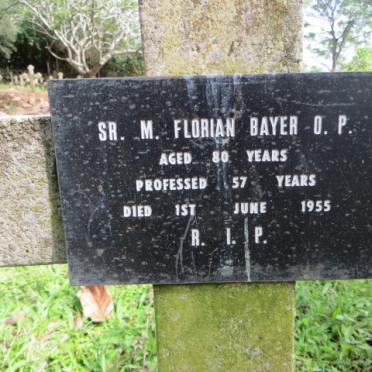 SR. M. FLORIAN BAYER O. P.
AGED 80 YEARS
PROFESSED 57 YEARS
DIED 1ST JUNE 1955
R. I. P.